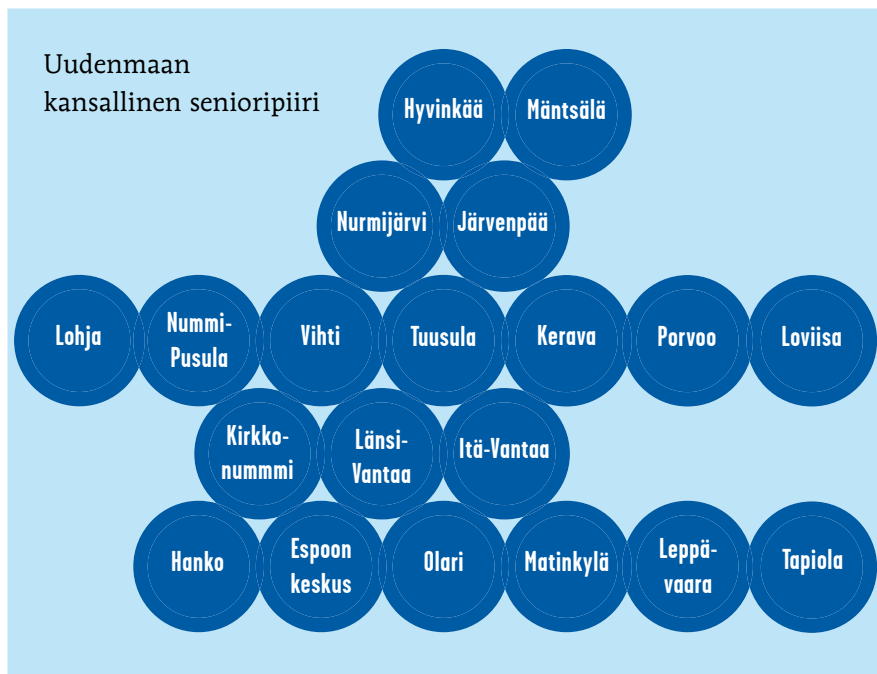 Uudenmaan
kansallinen senioripiiri
Hyvinkää
Mäntsälä
Nurmijärvi
Järvenpää
Lohja
Nummi-
Pusula
Vihti
Tuusula
Kerava
Porvoo
Loviisa
Kirkko-
nummmi
Länsi-
Vantaa
Itä-Vantaa
Hanko
Espoon
keskus
Olari
Matinkylä
Leppä-
vaara
Tapiola